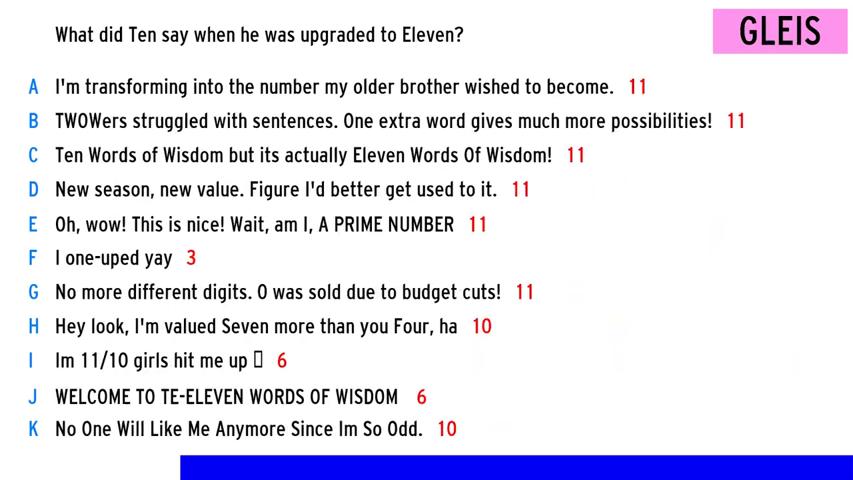 What did Ten say when he was upgraded to Eleven?
GLEIS
A I'm transforming into the number my older brother wished to become. 11
B TWOWers struggled with sentences. One extra word gives much more possibilities! 11
C Ten Words of Wisdom but its actually Eleven Words Of Wisdom! 11
D New season, new value. Figure I'd better get used to it. 11
E Oh, wow! This is nice! Wait, am I, A PRIME NUMBER 11
F I one-uped yay 3
G No more different digits. 0 was sold due to budget cuts! 11
H Hey look, I'm valued Seven more than you Four, ha 10
I Im 11/10 girls hit me up 6
J WELCOME TO TE-ELEVEN WORDS OF WISDOM 6
K No One Will Like Me Anymore Since Im So Odd. 10